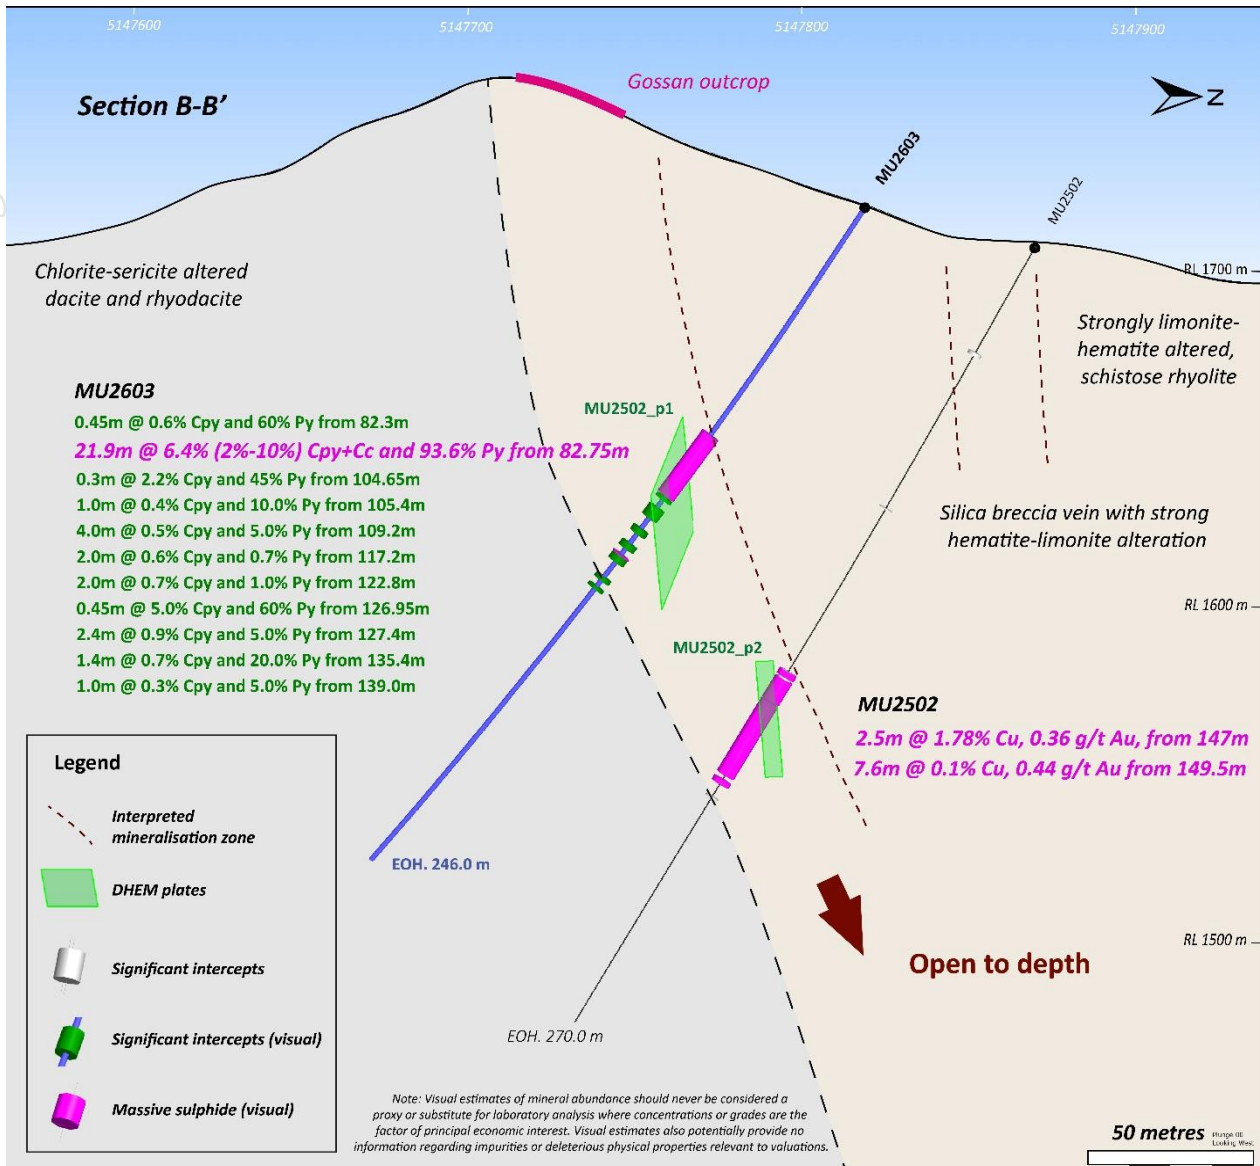 5147600
5147700
5147800
5147900
Section B-B’
Gossan outcrop
N
MU2603
MU2502
RL 1700 m
Chlorite-sericite altered
dacite and rhyodacite
Strongly limonite-
hematite altered,
schistose rhyolite
MU2603
0.45m @ 0.6% Cpy and 60% Py from 82.3m
21.9m @ 6.4% (2%-10%) Cpy+Cc and 93.6% Py from 82.75m
0.3m @ 2.2% Cpy and 45% Py from 104.65m
1.0m @ 0.4% Cpy and 10.0% Py from 105.4m
4.0m @ 0.5% Cpy and 5.0% Py from 109.2m
2.0m @ 0.6% Cpy and 0.7% Py from 117.2m
2.0m @ 0.7% Cpy and 1.0% Py from 122.8m
0.45m @ 5.0% Cpy and 60% Py from 126.95m
2.4m @ 0.9% Cpy and 5.0% Py from 127.4m
1.4m @ 0.7% Cpy and 20.0% Py from 135.4m
1.0m @ 0.3% Cpy and 5.0% Py from 139.0m
MU2502_p1
Silica breccia vein with strong
hematite-limonite alteration
RL 1600 m
MU2502_p2
MU2502
2.5m @ 1.78% Cu, 0.36 g/t Au, from 147m
7.6m @ 0.1% Cu, 0.44 g/t Au from 149.5m
EOH. 246.0 m
RL 1500 m
Open to depth
EOH. 270.0 m
Legend
Interpreted
mineralisation zone
DHEM plates
Significant intercepts
Significant intercepts (visual)
Massive sulphide (visual)
Note: Visual estimates of mineral abundance should never be considered a
proxy or substitute for laboratory analysis where concentrations or grades are the
factor of principal economic interest. Visual estimates also potentially provide no
information regarding impurities or deleterious physical properties relevant to valuations.
50 metres
Plunge 00
Looking West